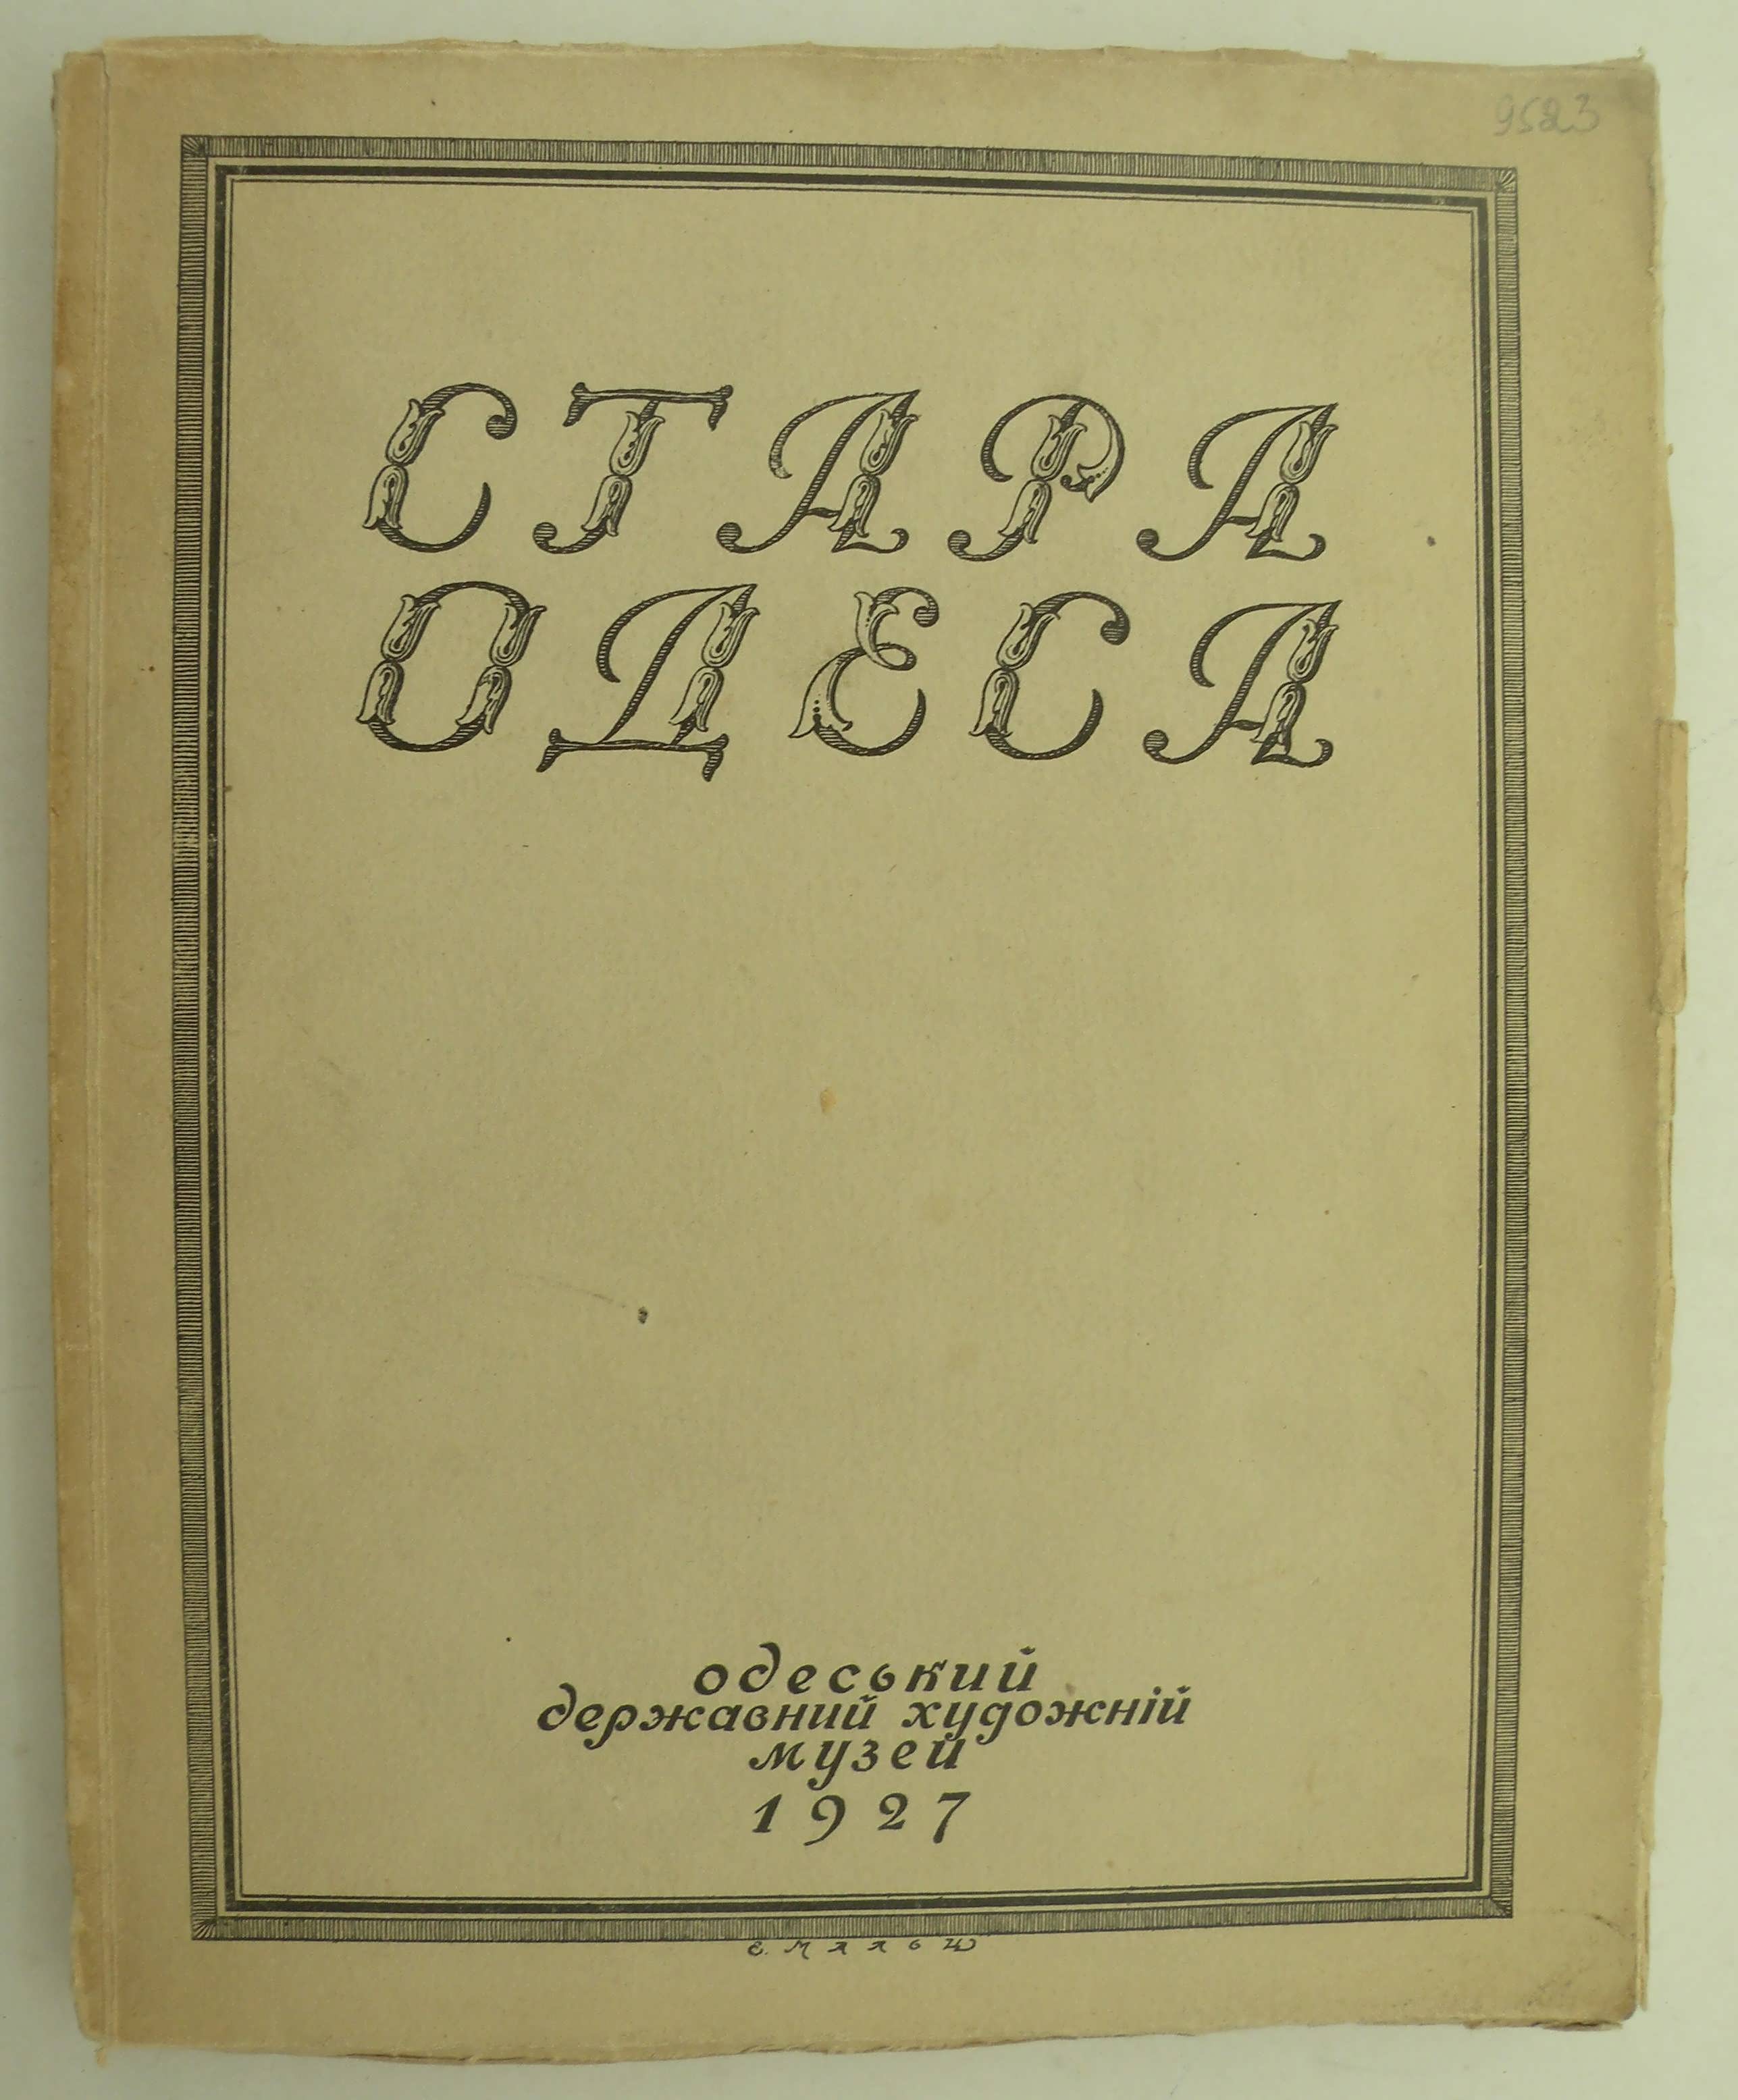 9523
СТАРА
ОДЕСА
одеський
державний художній
музей
1927